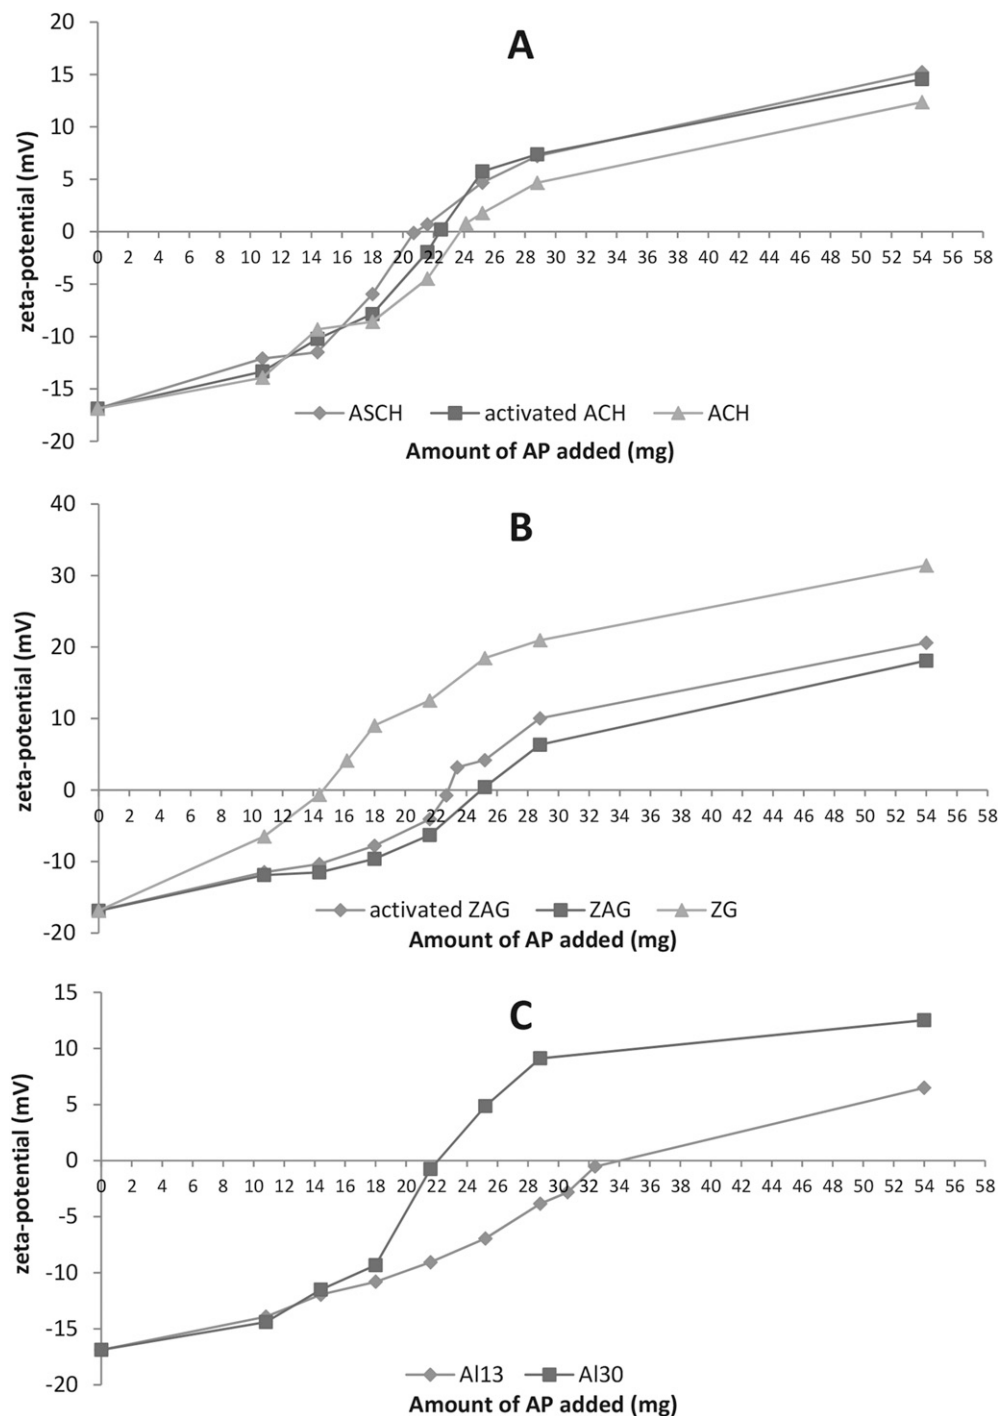 A
20
15
10
5
0
-5
-10
-15
-20
zeta-potential (mV)
0 2 4 6 8 10 12 14 16 18 20 22 24 26 28 30 32 34 36 38 40 42 44 46 48 50 52 54 56 58
ASCH activated ACH ACH
Amount of AP added (mg)
B
40
30
20
10
0
-10
-20
zeta-potential (mV)
0 2 4 6 8 10 12 14 16 18 20 22 24 26 28 30 32 34 36 38 40 42 44 46 48 50 52 54 56 58
activated ZAG ZAG ZG
Amount of AP added (mg)
C
15
10
5
0
-5
-10
-15
-20
zeta-potential (mV)
0 2 4 6 8 10 12 14 16 18 20 22 24 26 28 30 32 34 36 38 40 42 44 46 48 50 52 54 56 58
Al13 Al30
Amount of AP added (mg)